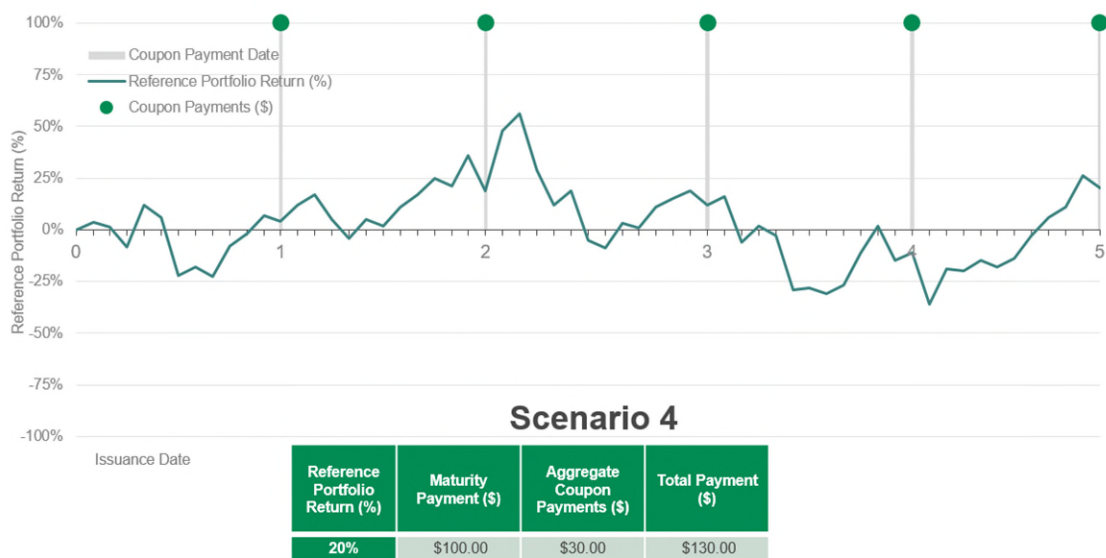 100%
Coupon Payment Date
75%
Reference Portfolio Return (%)
Coupon Payments ($)
50%
25%
0%
0 1 2 3 4 5
-25%
-50%
-75%
-100%
Reference Portfolio Return (%)
Scenario 4
Issuance Date
Reference Portfolio Return (%) Maturity Payment ($) Aggregate Coupon Payments ($) Total Payment ($)
20% $100.00 $30.00 $130.00